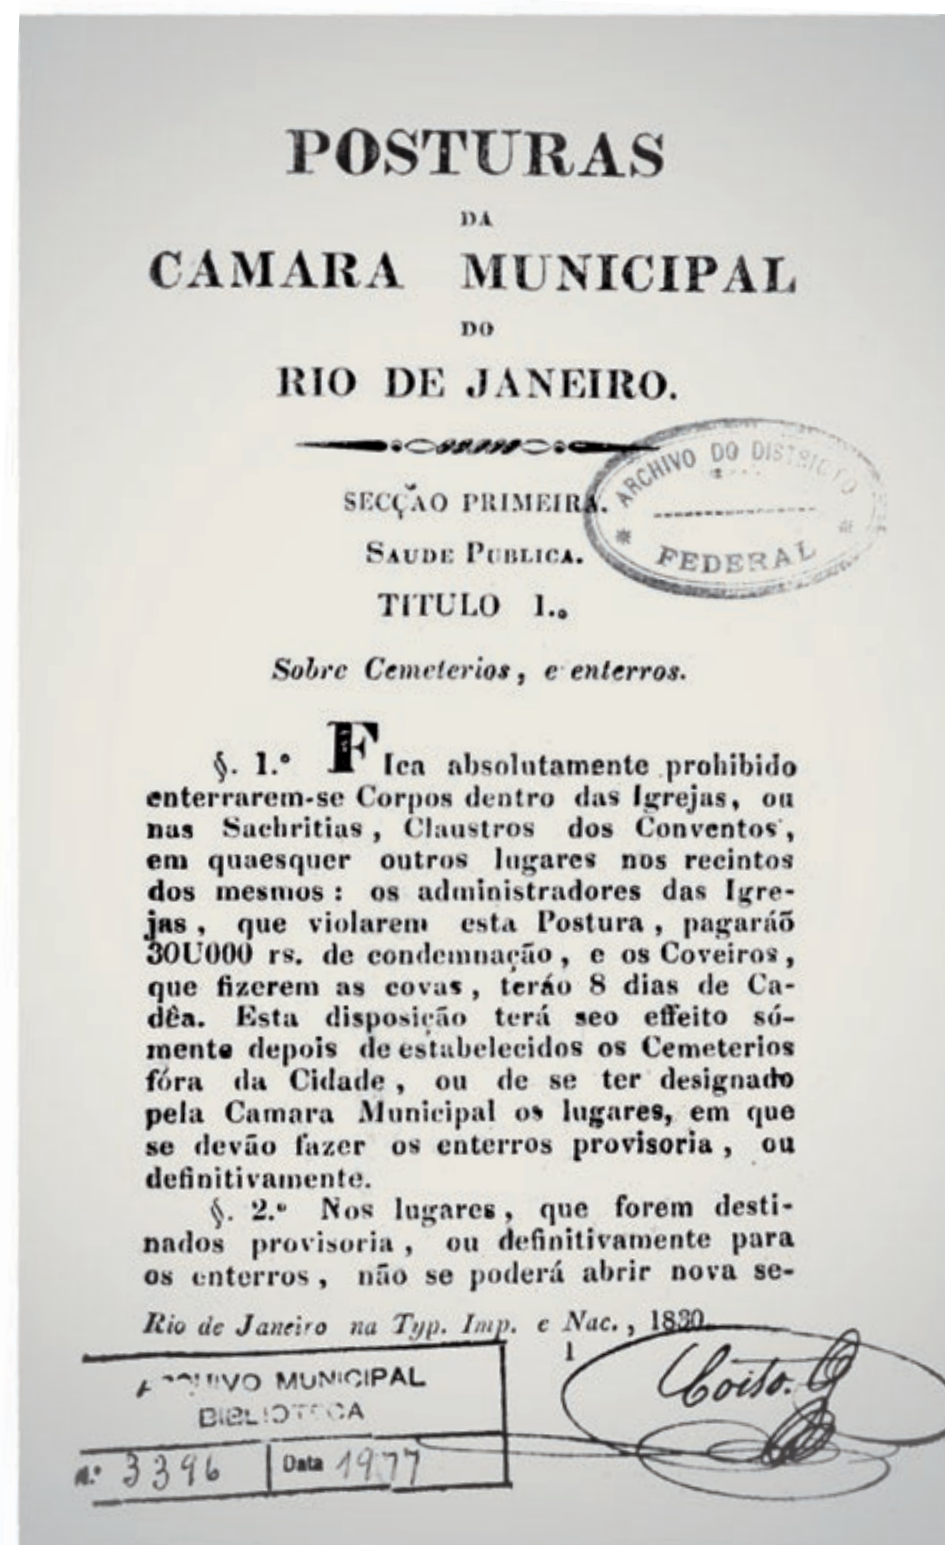 POSTURAS
DA
CAMARA MUNICIPAL
DO
RIO DE JANEIRO.
SECÇÃO PRIMEIRA.
SAUDE PUBLICA.
TITULO 1.º
Sobre Cemeterios, e enterros.
ARCHIVO DO DISTRICTO
FEDERAL
§. 1.º FIca absolutamente prohibido
enterrarem-se Corpos dentro das Igrejas, ou
nas Sachritias, Claustros dos Conventos,
em quaesquer outros lugares nos recintos
dos mesmos: os administradores das Igre-
jas, que violarem esta Postura, pagaráõ
30U000 rs. de condemnação, e os Coveiros,
que fizerem as covas, teráo 8 dias de Ca-
dêa. Esta disposição terá seo effeito só-
mente depois de estabelecidos os Cemeterios
fóra da Cidade, ou de se ter designado
pela Camara Municipal os lugares, em que
se devão fazer os enterros provisoria, ou
definitivamente.
§. 2.º Nos lugares, que forem desti-
nados provisoria, ou definitivamente para
os enterros, não se poderá abrir nova se-
Rio de Janeiro na Typ. Imp. e Nac., 1830.
1
ARCHIVO MUNICIPAL
BIBLIOTECA
n.º 3396 Data 1977